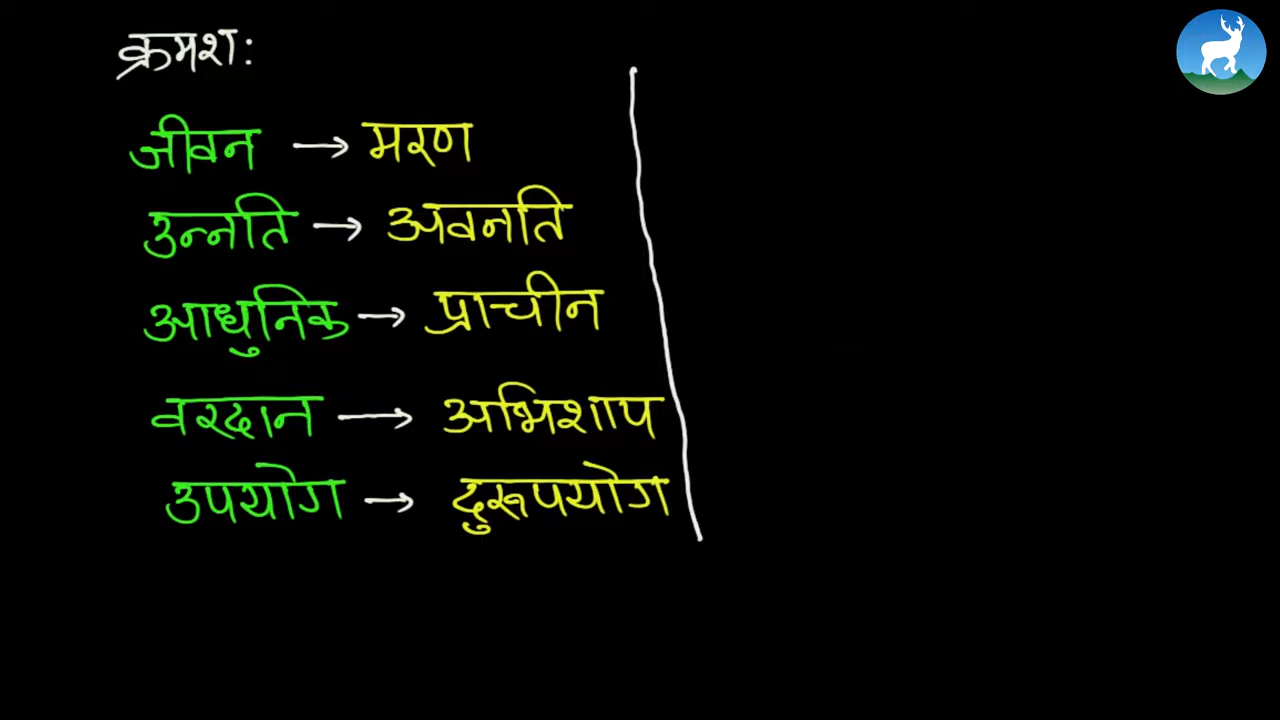 क्रमश:
जीवन → मरण
उन्नति → अवनति
आधुनिक → प्राचीन
वरदान → अभिशाप
उपयोग → दुरूपयोग